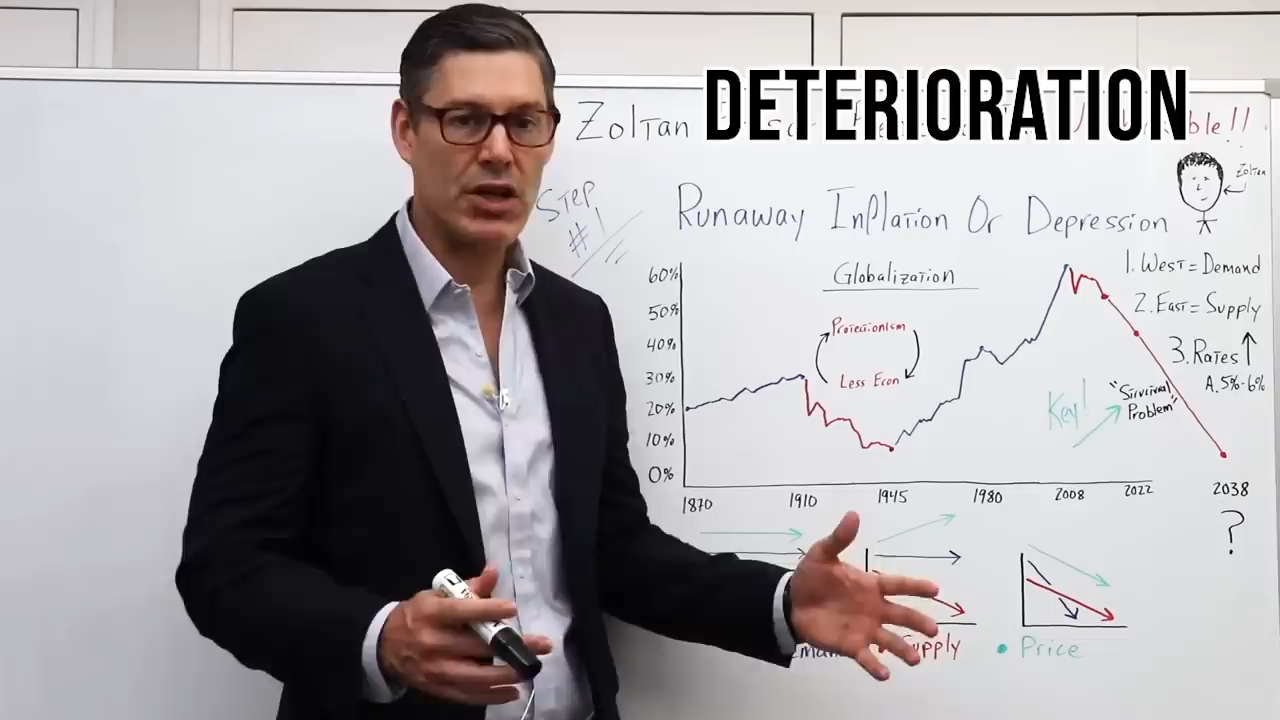 DETERIORATION
Zoltan
ble!!
Zoltan
STEP
#1
Runaway Inflation Or Depression
Globalization
Protectionism
Less Econ
60%
50%
40%
30%
20%
10%
0%
1870 1910 1945 1980 2008 2022 2038
?
1. West = Demand
2. East = Supply
3. Rates
A. 5%-6%
Key!
"Survival
Problem"
Supply
Price